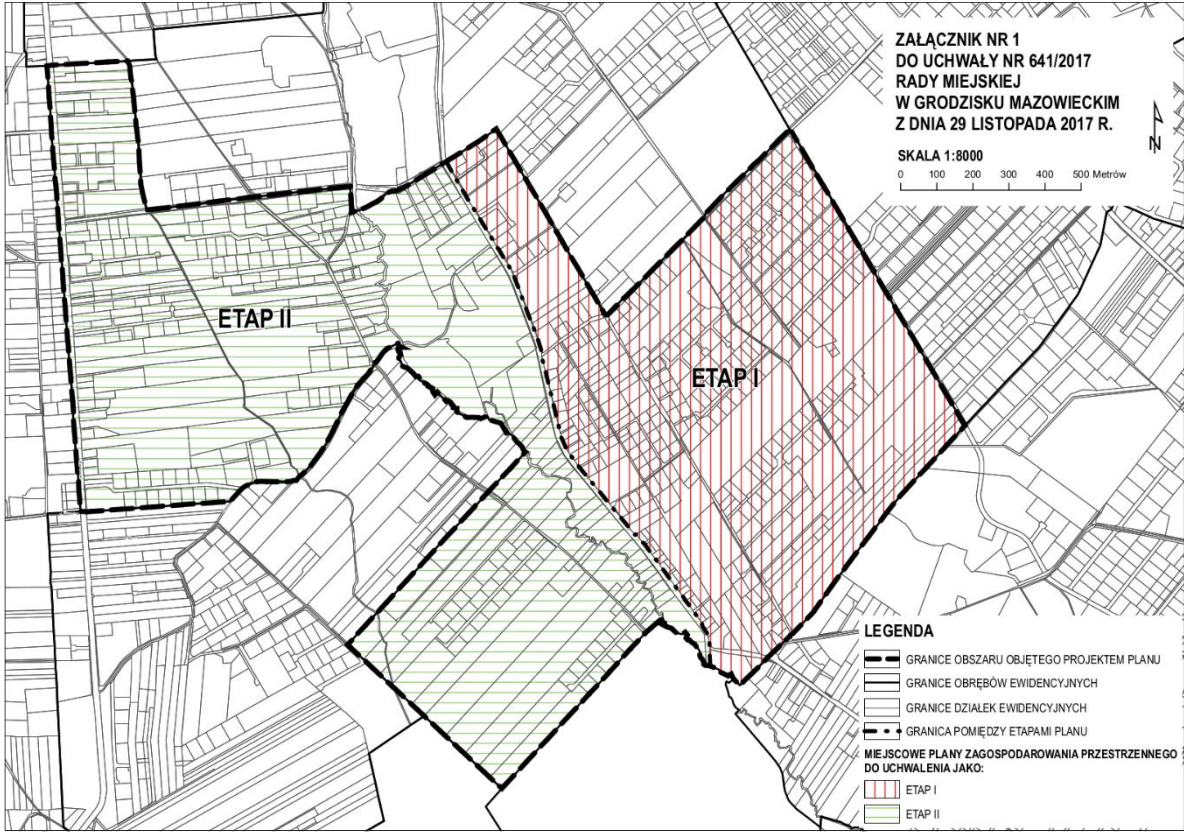 ZAŁĄCZNIK NR 1
DO UCHWAŁY NR 641/2017
RADY MIEJSKIEJ
W GRODZISKU MAZOWIECKIM
Z DNIA 29 LISTOPADA 2017 R.
N
SKALA 1:8000
0 100 200 300 400 500 Metrów
ETAP II
ETAP I
LEGENDA
GRANICE OBSZARU OBJĘTEGO PROJEKTEM PLANU
GRANICE OBRĘBÓW EWIDENCYJNYCH
GRANICE DZIAŁEK EWIDENCYJNYCH
GRANICA POMIĘDZY ETAPAMI PLANU
MIEJSCOWE PLANY ZAGOSPODAROWANIA PRZESTRZENNEGO
DO UCHWALENIA JAKO:
ETAP I
ETAP II